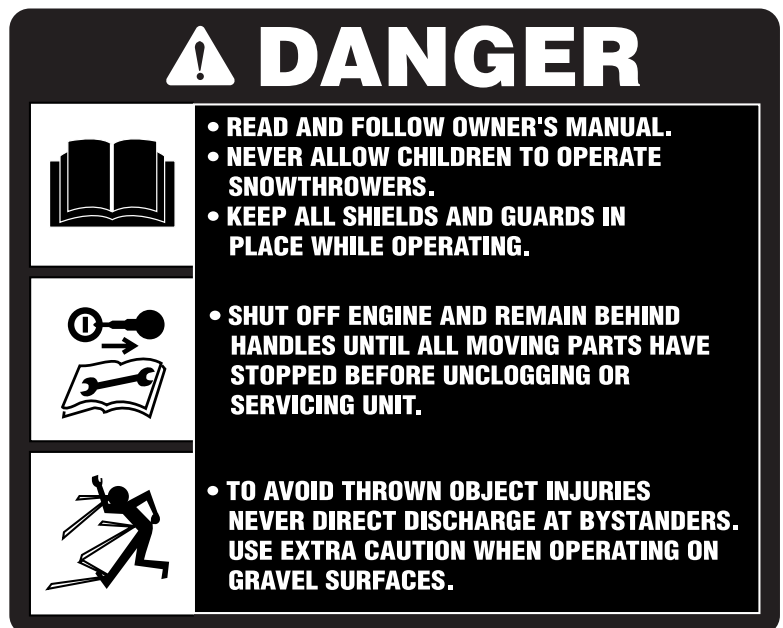 DANGER
• READ AND FOLLOW OWNER'S MANUAL.
• NEVER ALLOW CHILDREN TO OPERATE
SNOWTHROWERS.
• KEEP ALL SHIELDS AND GUARDS IN
PLACE WHILE OPERATING.
• SHUT OFF ENGINE AND REMAIN BEHIND
HANDLES UNTIL ALL MOVING PARTS HAVE
STOPPED BEFORE UNCLOGGING OR
SERVICING UNIT.
• TO AVOID THROWN OBJECT INJURIES
NEVER DIRECT DISCHARGE AT BYSTANDERS.
USE EXTRA CAUTION WHEN OPERATING ON
GRAVEL SURFACES.